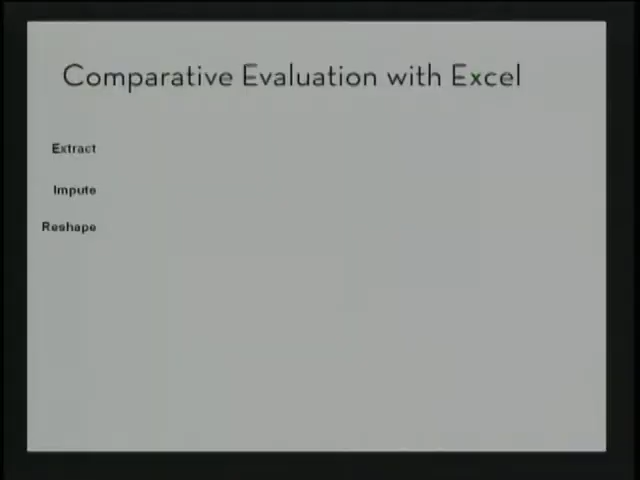 Comparative Evaluation with Excel
Extract
Impute
Reshape